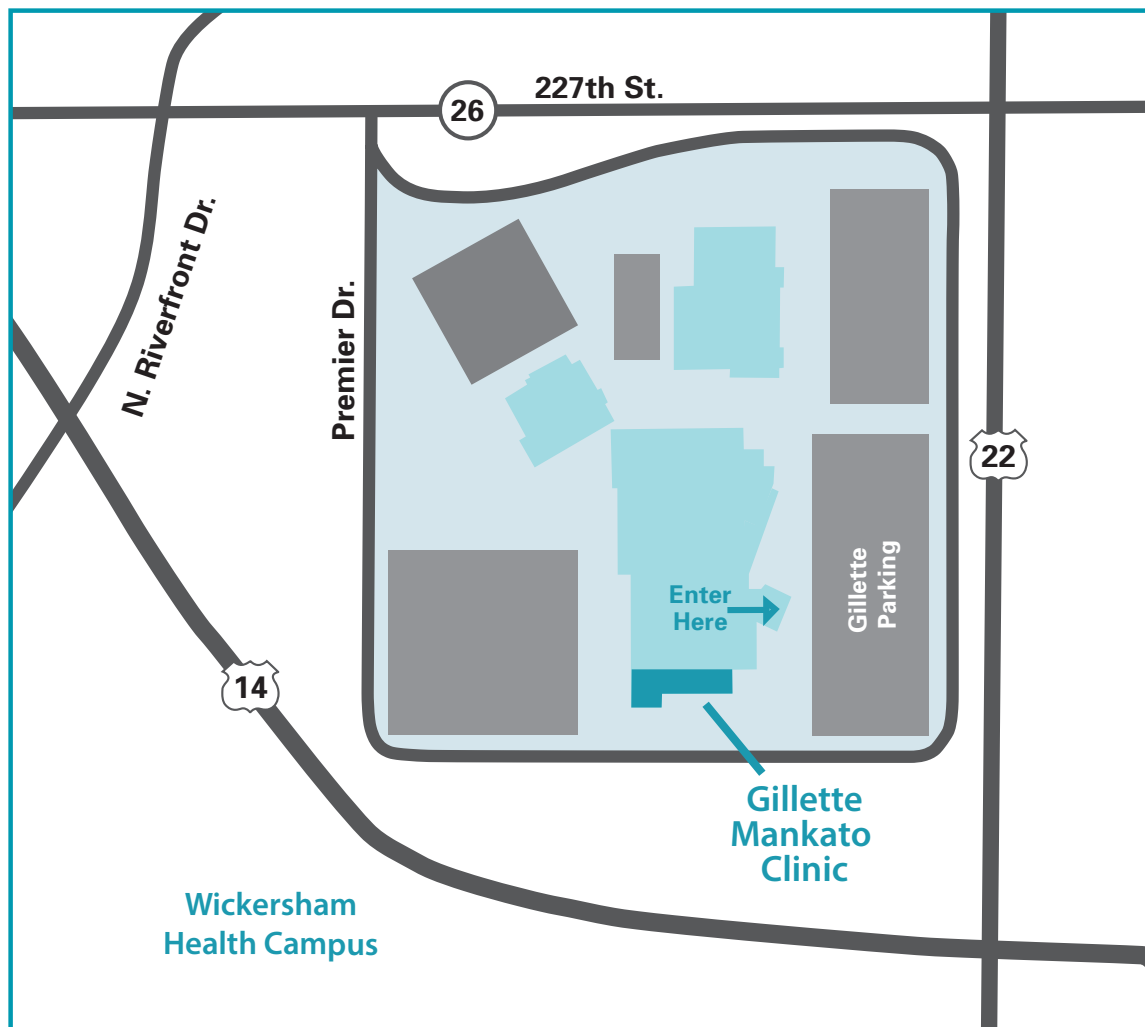 227th St.
26
N. Riverfront Dr.
Premier Dr.
22
Enter
Here
Gillette
Parking
14
Gillette
Mankato
Clinic
Wickersham
Health Campus